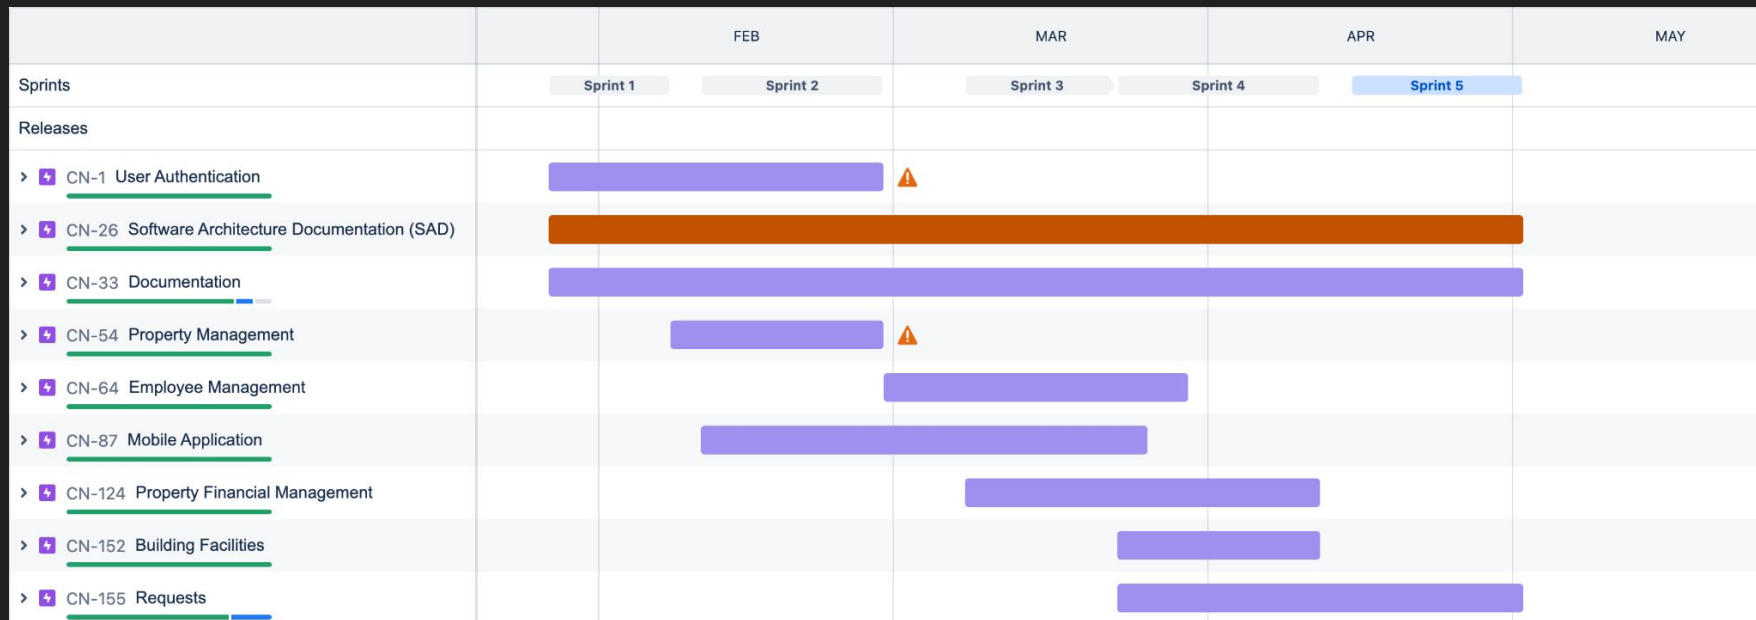 FEB MAR APR MAY
Sprints Sprint 1 Sprint 2 Sprint 3 Sprint 4 Sprint 5
Releases
CN-1 User Authentication
CN-26 Software Architecture Documentation (SAD)
CN-33 Documentation
CN-54 Property Management
CN-64 Employee Management
CN-87 Mobile Application
CN-124 Property Financial Management
CN-152 Building Facilities
CN-155 Requests